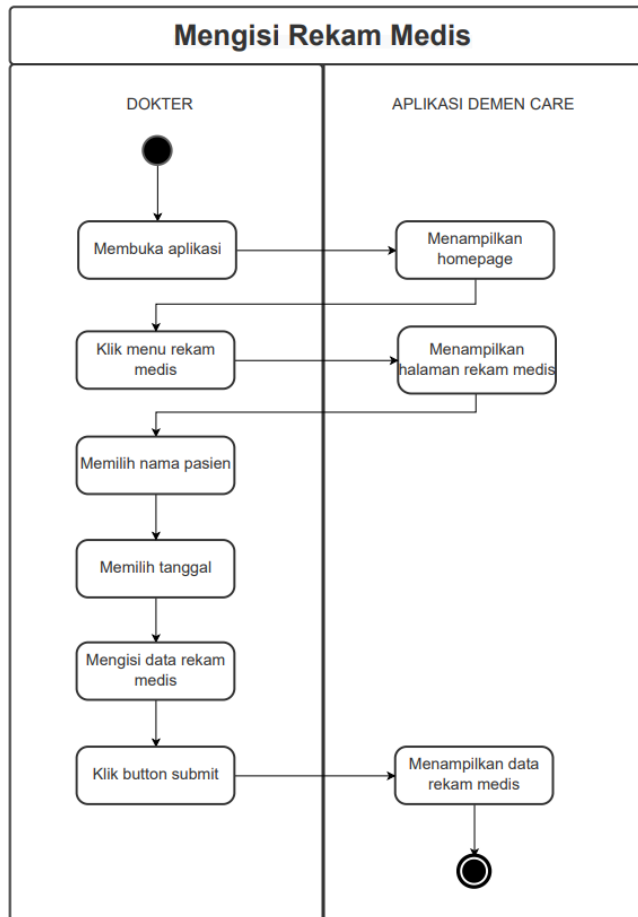 Mengisi Rekam Medis
DOKTER
APLIKASI DEMEN CARE
Membuka aplikasi
Menampilkan
homepage
Klik menu rekam
medis
Menampilkan
halaman rekam medis
Memilih nama pasien
Memilih tanggal
Mengisi data rekam
medis
Klik button submit
Menampilkan data
rekam medis